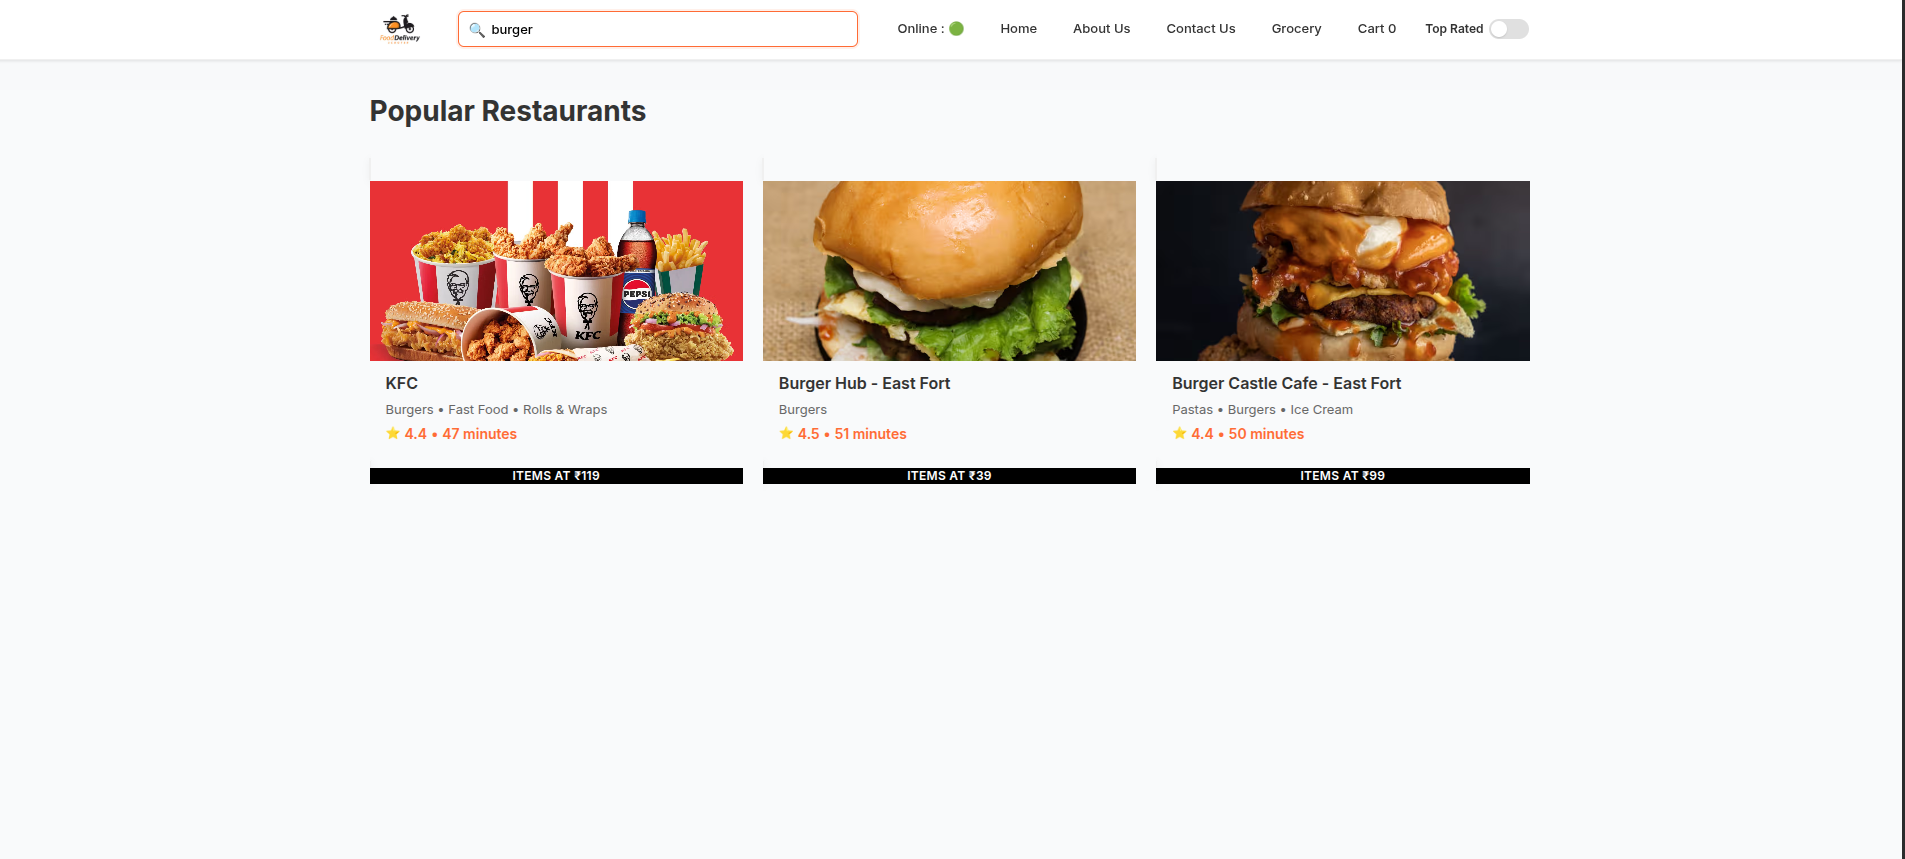 FoodDelivery
burger
Online :
Home
About Us
Contact Us
Grocery
Cart 0
Top Rated
Popular Restaurants
PEPSI
KFC
KFC
Burgers • Fast Food • Rolls & Wraps
4.4 • 47 minutes
ITEMS AT ₹119
Burger Hub - East Fort
Burgers
4.5 • 51 minutes
ITEMS AT ₹39
Burger Castle Cafe - East Fort
Pastas • Burgers • Ice Cream
4.4 • 50 minutes
ITEMS AT ₹99